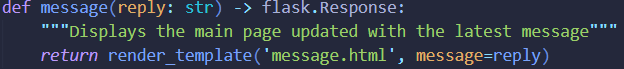 def message(reply: str) -> flask.Response:
    """Displays the main page updated with the latest message"""
    return render_template('message.html', message=reply)